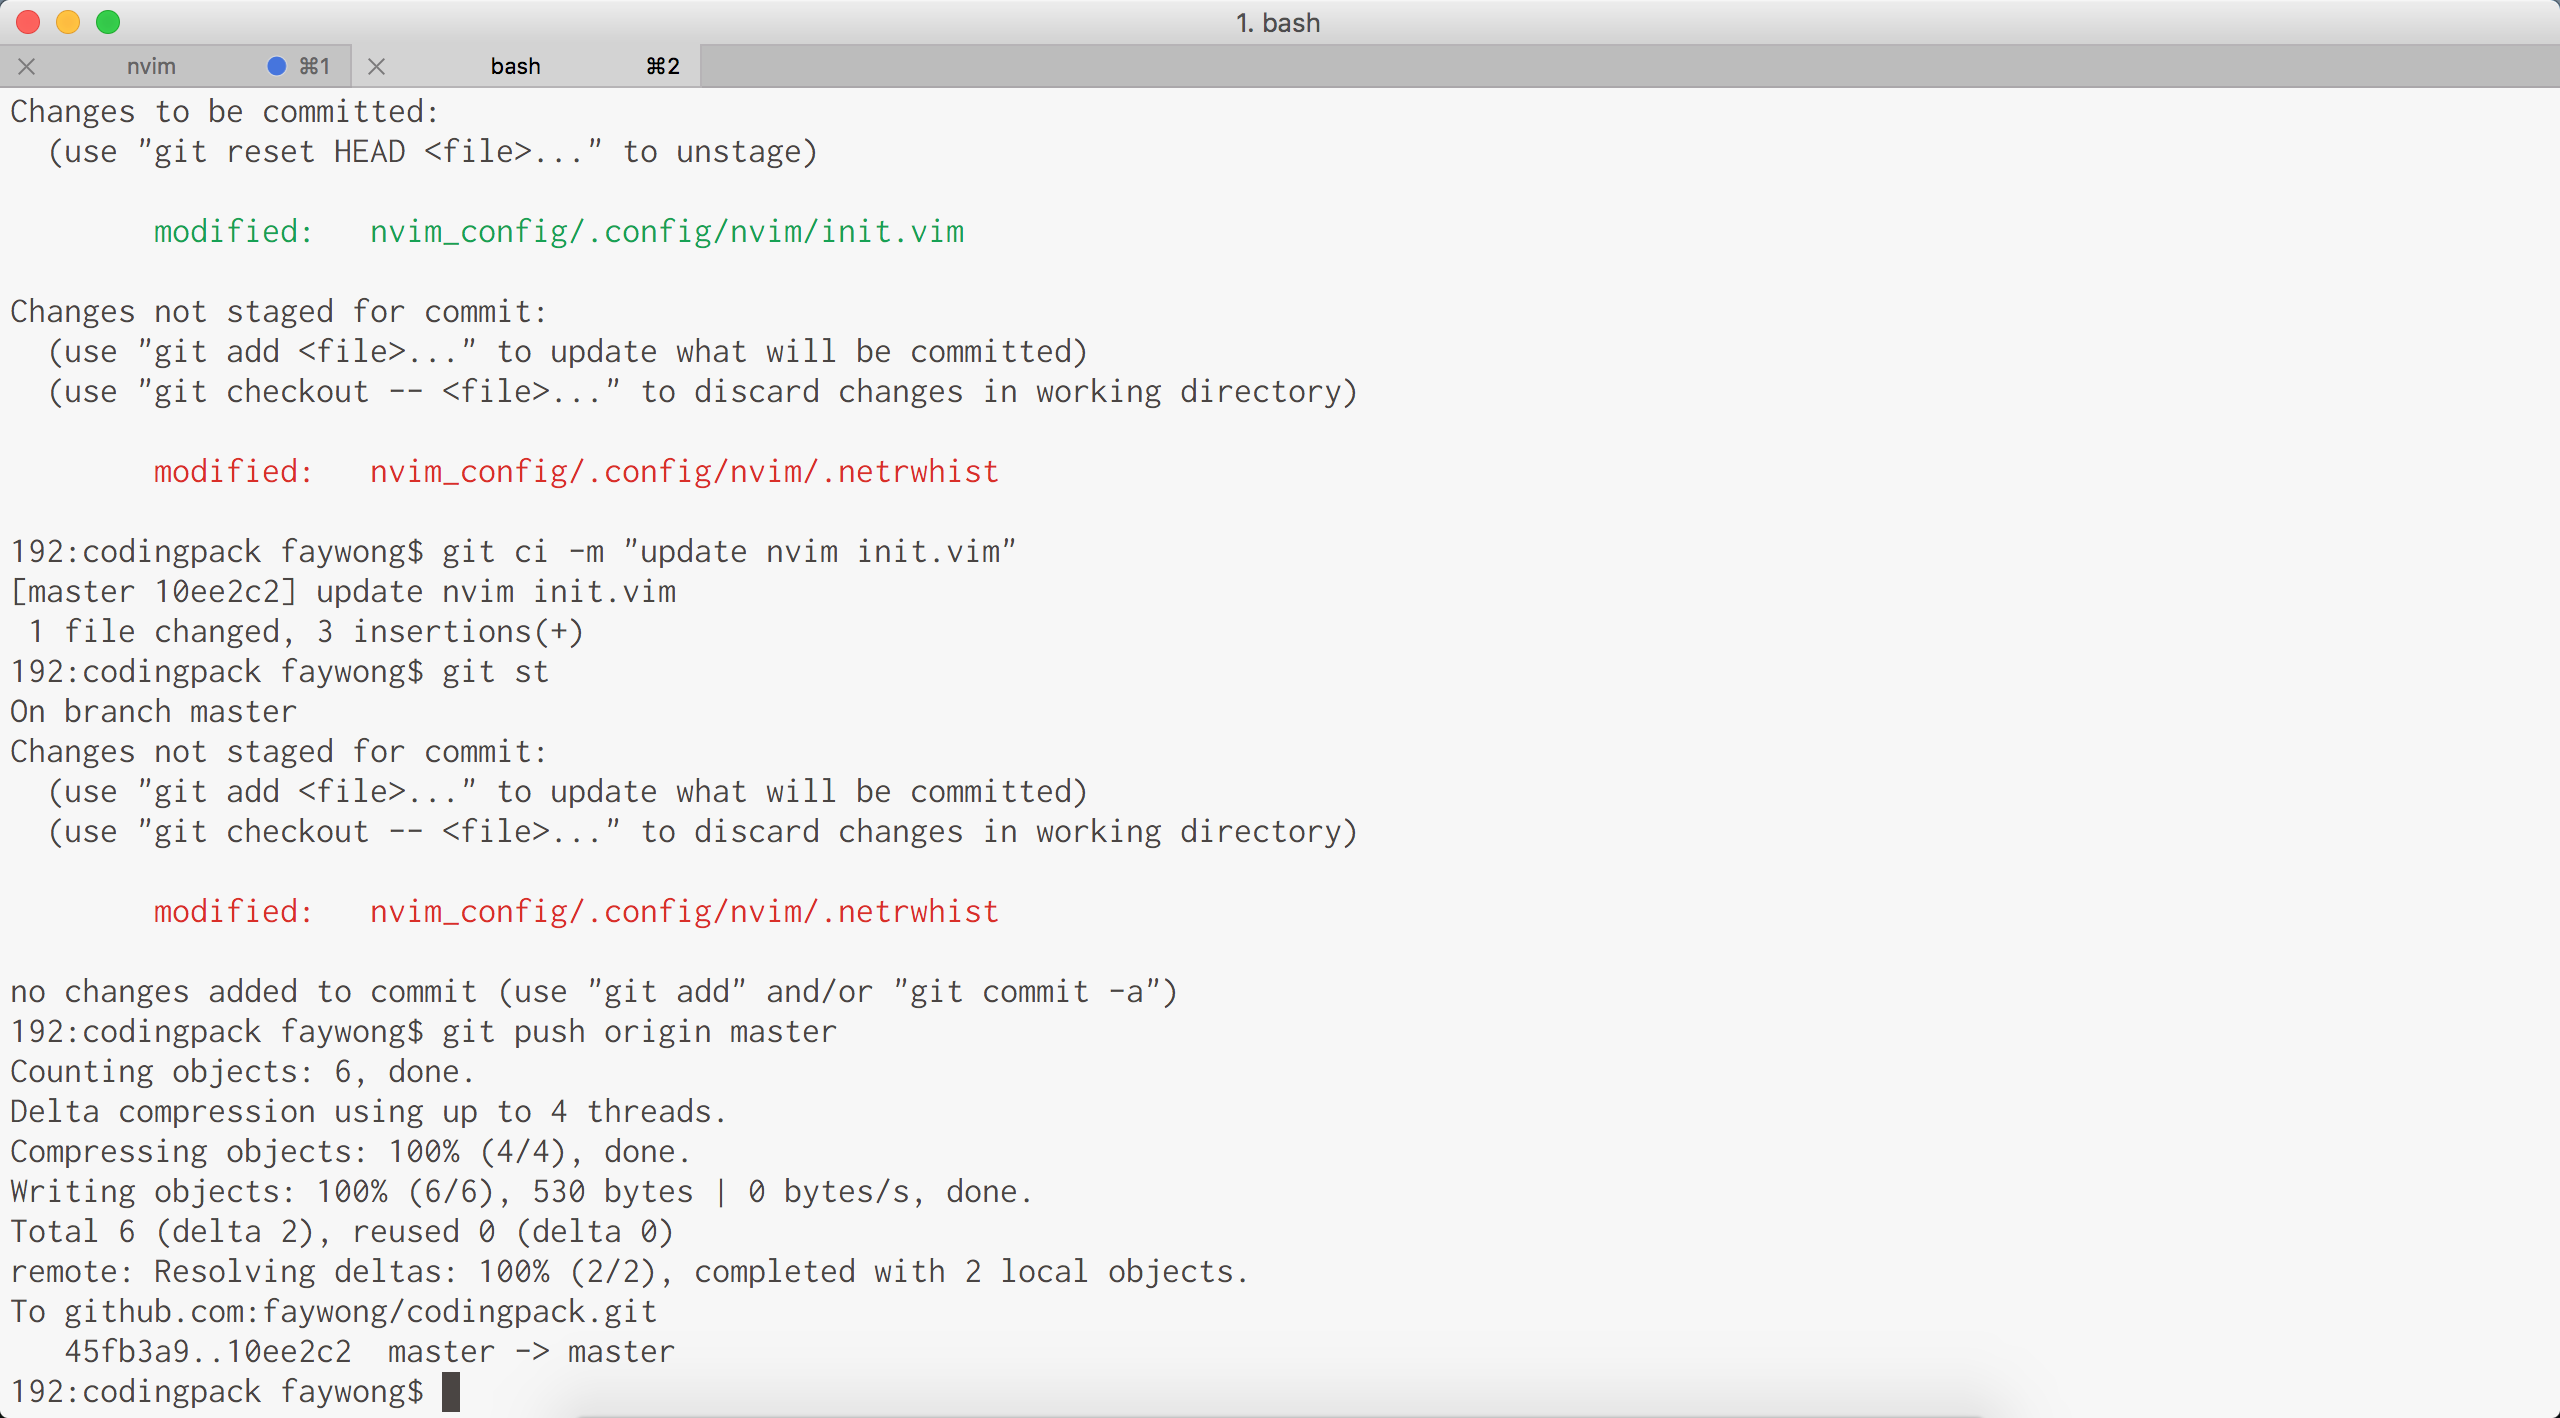 1. bash
nvim ⌘1 bash ⌘2
Changes to be committed:
  (use "git reset HEAD <file>..." to unstage)
        modified:   nvim_config/.config/nvim/init.vim
Changes not staged for commit:
  (use "git add <file>..." to update what will be committed)
  (use "git checkout -- <file>..." to discard changes in working directory)
        modified:   nvim_config/.config/nvim/.netrwhist
192:codingpack faywong$ git ci -m "update nvim init.vim"
[master 10ee2c2] update nvim init.vim
 1 file changed, 3 insertions(+)
192:codingpack faywong$ git st
On branch master
Changes not staged for commit:
  (use "git add <file>..." to update what will be committed)
  (use "git checkout -- <file>..." to discard changes in working directory)
        modified:   nvim_config/.config/nvim/.netrwhist
no changes added to commit (use "git add" and/or "git commit -a")
192:codingpack faywong$ git push origin master
Counting objects: 6, done.
Delta compression using up to 4 threads.
Compressing objects: 100% (4/4), done.
Writing objects: 100% (6/6), 530 bytes | 0 bytes/s, done.
Total 6 (delta 2), reused 0 (delta 0)
remote: Resolving deltas: 100% (2/2), completed with 2 local objects.
To github.com:faywong/codingpack.git
   45fb3a9..10ee2c2  master -> master
192:codingpack faywong$